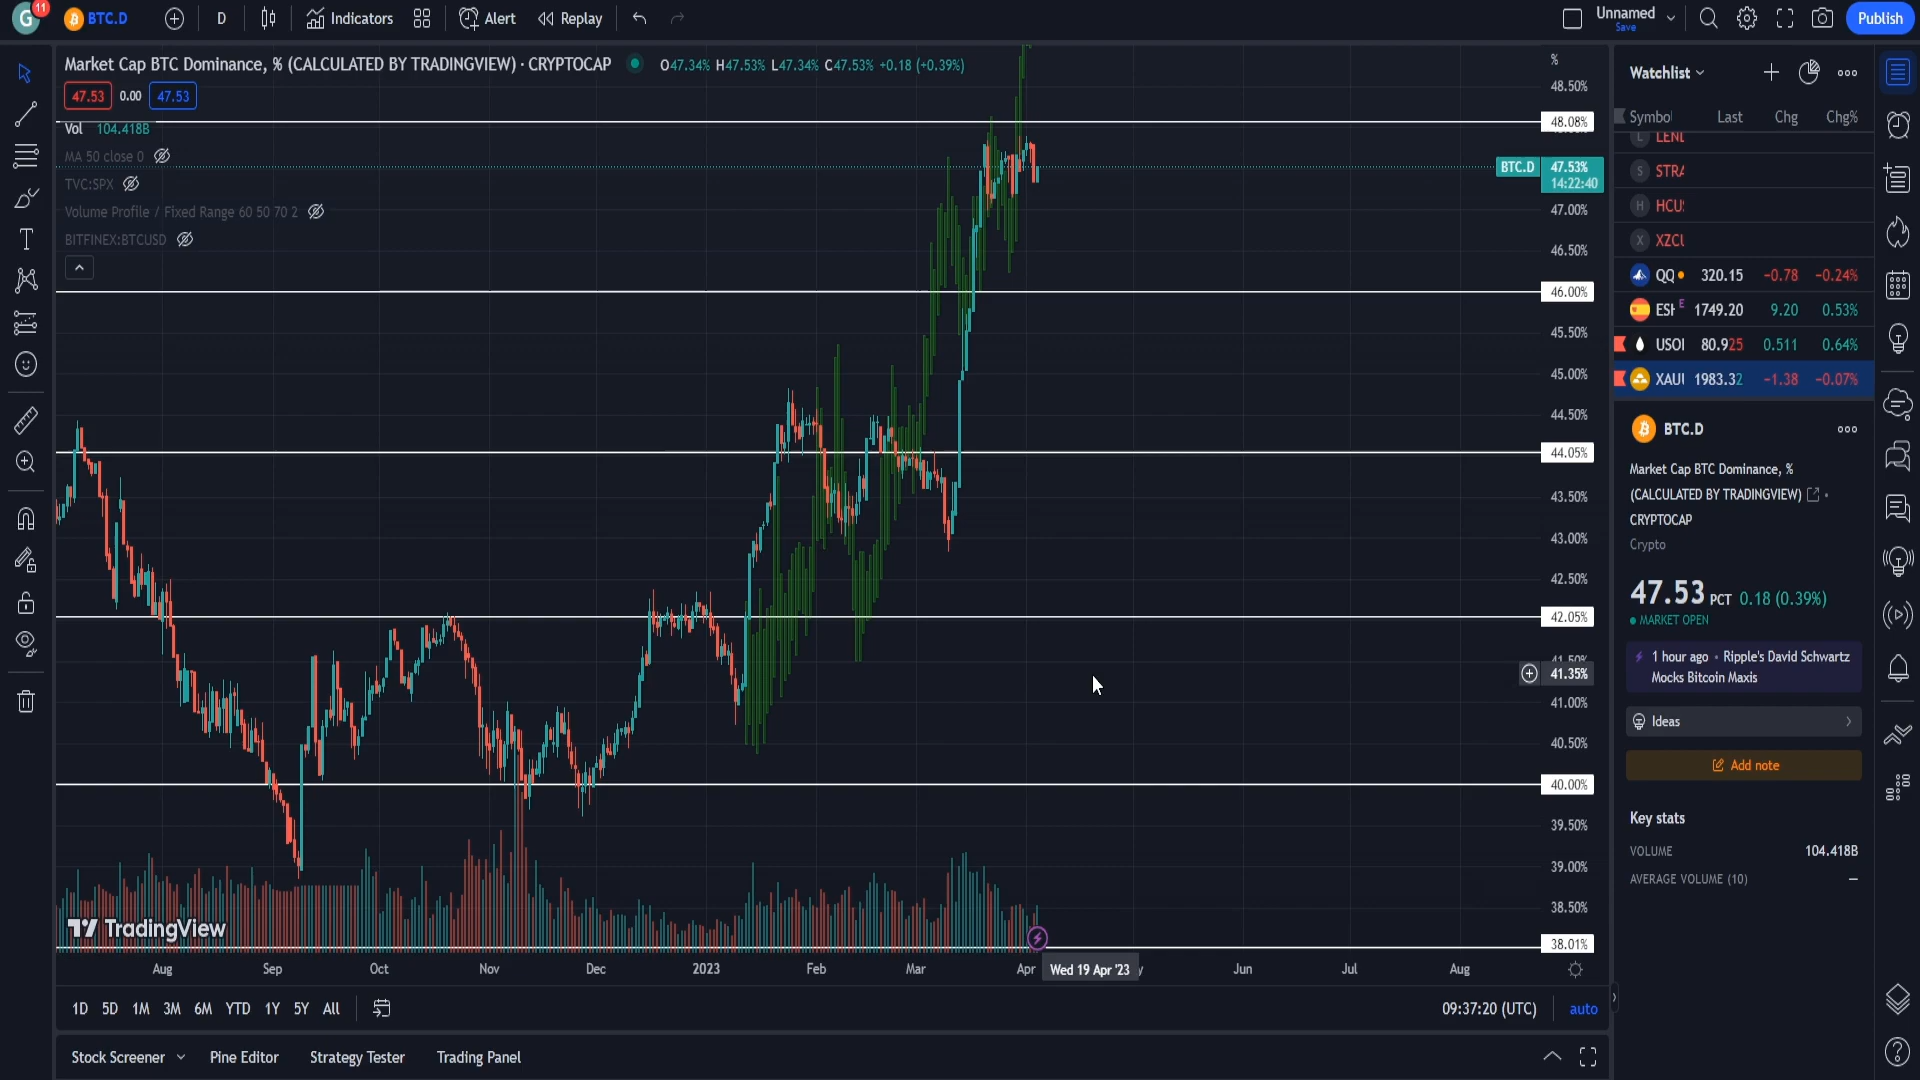 G 11 BTC.D D Indicators Alert Replay Unnamed Save Publish
Market Cap BTC Dominance, % (CALCULATED BY TRADINGVIEW) · CRYPTOCAP O47.34% H47.53% L47.34% C47.53% +0.18 (+0.39%)
47.53 0.00 47.53
Vol 104.418B
MA 50 close 0
TVC:SPX
Volume Profile / Fixed Range 60 50 70 2
BITFINEX:BTCUSD
%
48.50%
48.08%
BTC.D 47.53%
14:22:40
47.00%
46.50%
46.00%
45.50%
45.00%
44.50%
44.05%
43.50%
43.00%
42.50%
42.05%
41.50%
41.35%
41.00%
40.50%
40.00%
39.50%
39.00%
38.50%
38.01%
TradingView
Aug Sep Oct Nov Dec 2023 Feb Mar Apr Wed 19 Apr '23 Jun Jul Aug
1D 5D 1M 3M 6M YTD 1Y 5Y All 09:37:20 (UTC) auto
Stock Screener Pine Editor Strategy Tester Trading Panel
Watchlist
Symbol Last Chg Chg%
L LEND
S STRA
H HCU
X XZCU
QQ 320.15 −0.78 −0.24%
ESH E 1749.20 9.20 0.53%
USOI 80.925 0.511 0.64%
XAUU 1983.32 −1.38 −0.07%
BTC.D
Market Cap BTC Dominance, %
(CALCULATED BY TRADINGVIEW) ·
CRYPTOCAP
Crypto
47.53 PCT 0.18 (0.39%)
MARKET OPEN
1 hour ago · Ripple's David Schwartz
Mocks Bitcoin Maxis
Ideas
Add note
Key stats
VOLUME 104.418B
AVERAGE VOLUME (10) —